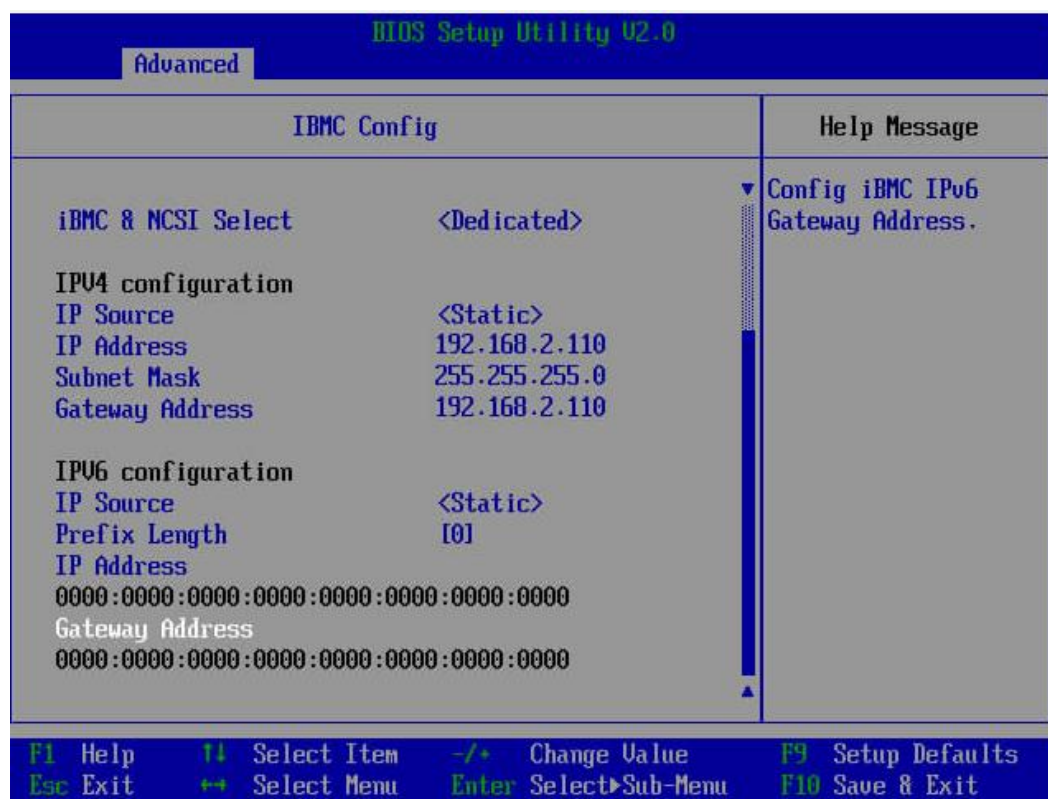 BIOS Setup Utility V2.0
Advanced
IBMC Config
Help Message
iBMC & NCSI Select <Dedicated>
IPV4 configuration
IP Source <Static>
IP Address 192.168.2.110
Subnet Mask 255.255.255.0
Gateway Address 192.168.2.110
IPV6 configuration
IP Source <Static>
Prefix Length [0]
IP Address
0000:0000:0000:0000:0000:0000:0000:0000
Gateway Address
0000:0000:0000:0000:0000:0000:0000:0000
Config iBMC IPv6
Gateway Address.
F1 Help ↑↓ Select Item -/+ Change Value F9 Setup Defaults
Esc Exit ←→ Select Menu Enter Select▶Sub-Menu F10 Save & Exit